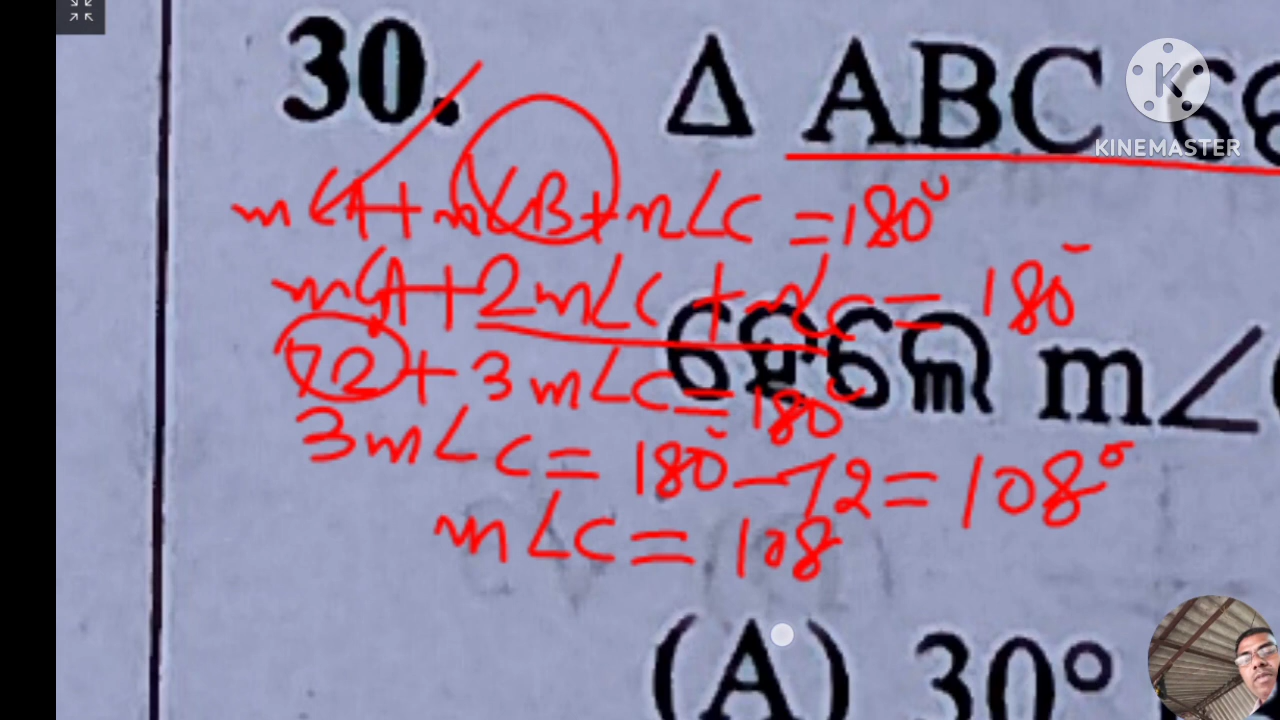 30. Δ ABC
KINEMASTER
m∠A + m∠B + m∠C = 180°
m∠A + 2m∠C + m∠C = 180°
ହେଲେ m∠
72 + 3m∠C = 180°
3m∠C = 180° - 72 = 108°
m∠C = 108
(A) 30°